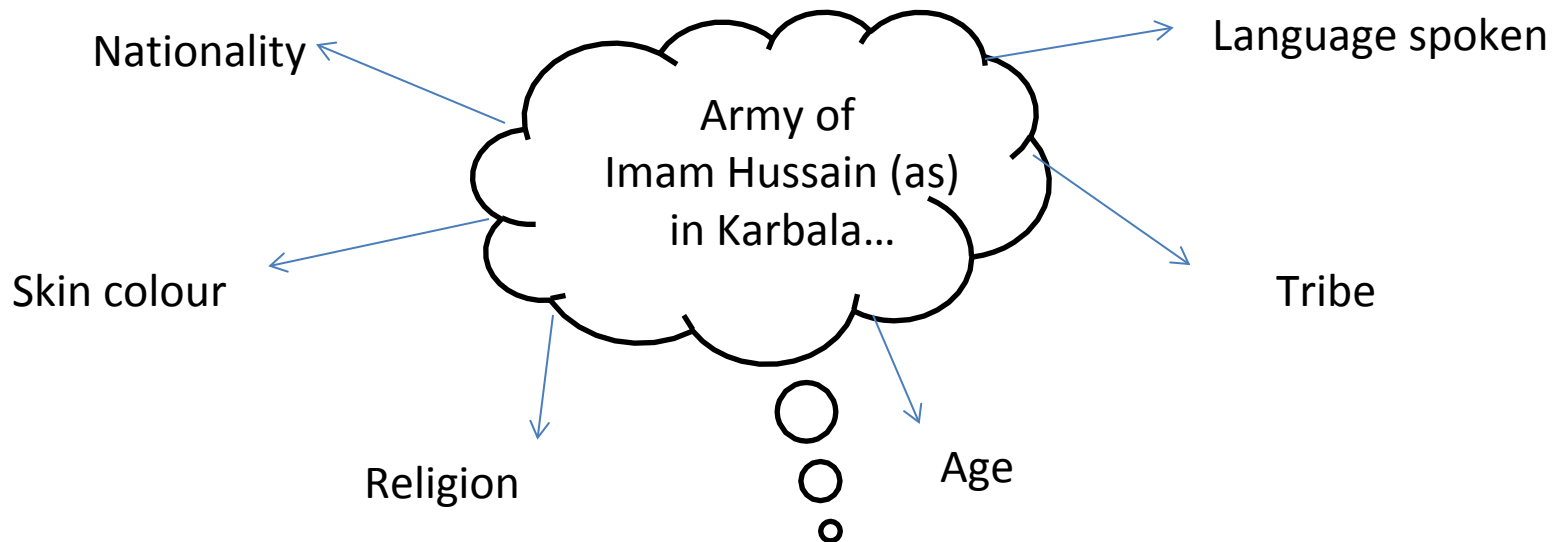 Nationality
Language spoken
Army of
Imam Hussain (as)
in Karbala…
Skin colour
Tribe
Religion
Age